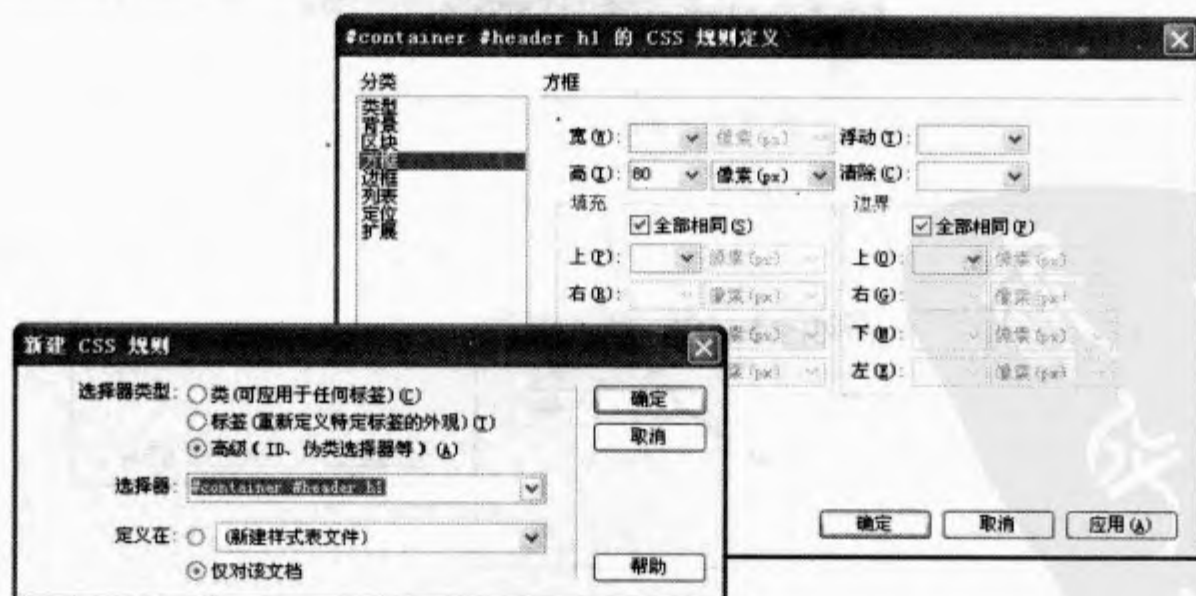 #container #header h1 的 CSS 规则定义
分类
类型
背景
区块
方框
边框
列表
定位
扩展
方框
宽(W): 像素(px) 浮动(T):
高(I): 80 像素(px) 清除(C):
填充 边界
全部相同(S) 全部相同(F)
上(P): 像素(px) 上(O): 像素(px)
右(R): 像素(px) 右(G): 像素(px)
像素(px) 下(M): 像素(px)
像素(px) 左(E): 像素(px)
确定 取消 应用(A)
新建 CSS 规则
选择器类型: 类(可应用于任何标签)(C)
标签(重新定义特定标签的外观)(T)
高级(ID、伪类选择器等)(A)
选择器: #container #header h1
定义在: (新建样式表文件)
仅对该文档
确定
取消
帮助